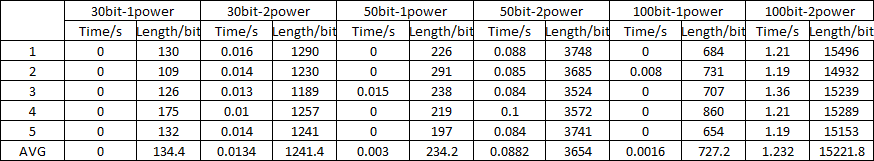 30bit-1power 30bit-2power 50bit-1power 50bit-2power 100bit-1power 100bit-2power
Time/s Length/bit Time/s Length/bit Time/s Length/bit Time/s Length/bit Time/s Length/bit Time/s Length/bit
1 0 130 0.016 1290 0 226 0.088 3748 0 684 1.21 15496
2 0 109 0.014 1230 0 291 0.085 3685 0.008 731 1.19 14932
3 0 126 0.013 1189 0.015 238 0.084 3524 0 707 1.36 15239
4 0 175 0.01 1257 0 219 0.1 3572 0 860 1.21 15289
5 0 132 0.014 1241 0 197 0.084 3741 0 654 1.19 15153
AVG 0 134.4 0.0134 1241.4 0.003 234.2 0.0882 3654 0.0016 727.2 1.232 15221.8